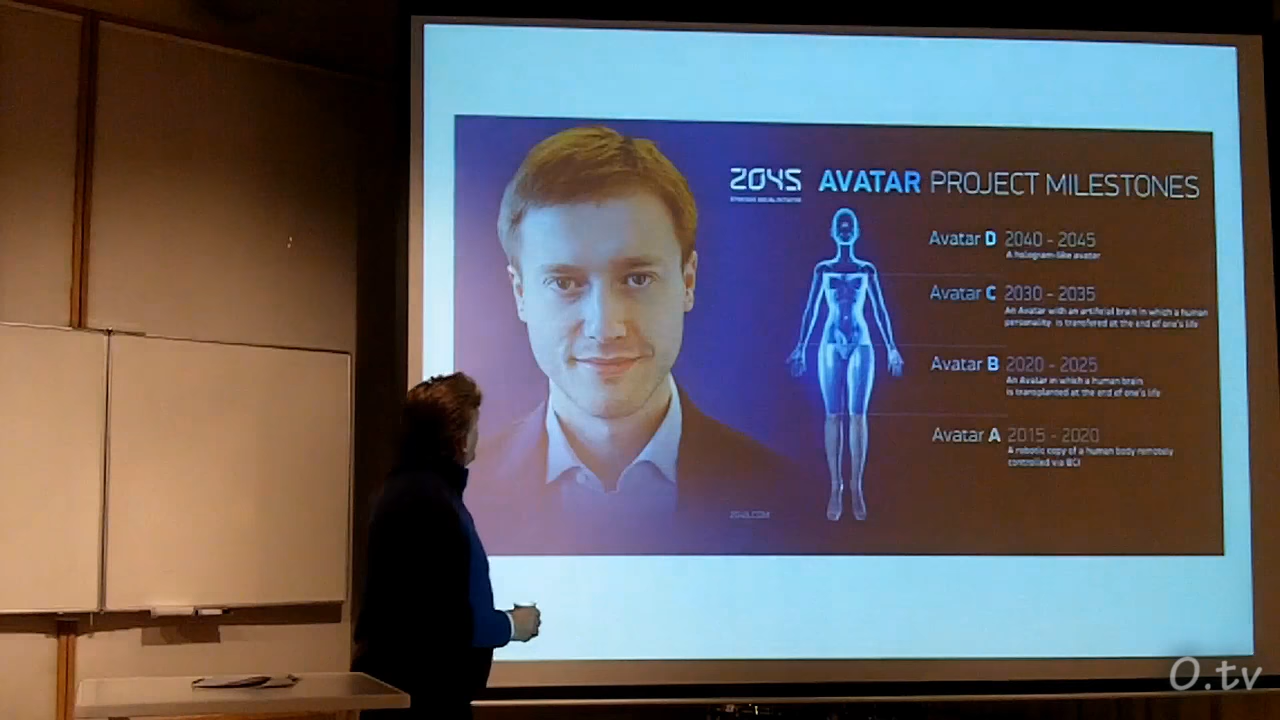 2045 AVATAR PROJECT MILESTONES
STRATEGIC SOCIAL INITIATIVE
Avatar D 2040 - 2045
A hologram-like avatar
Avatar C 2030 - 2035
An Avatar with an artificial brain in which a human
personality is transfered at the end of one's life
Avatar B 2020 - 2025
An Avatar in which a human brain
is transplanted at the end of one's life
Avatar A 2015 - 2020
A robotic copy of a human body remotely
controlled via BCI
2045.COM
O.tv